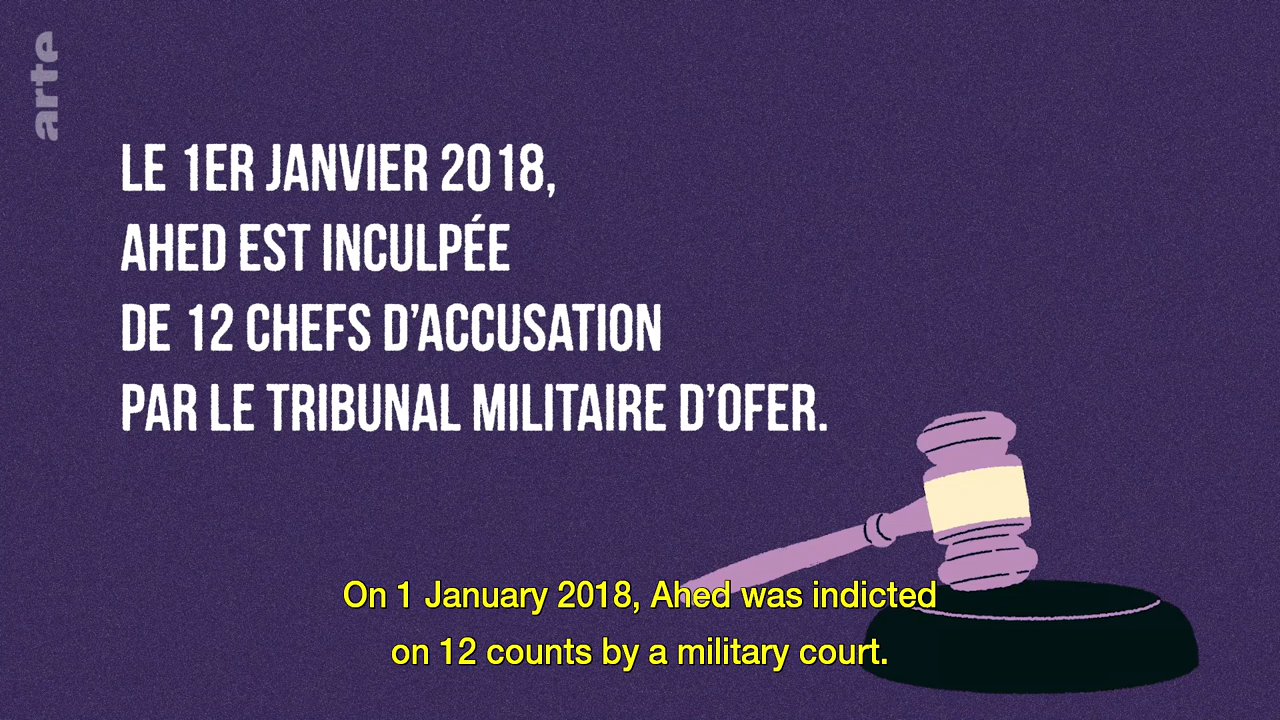 arte
LE 1ER JANVIER 2018,
AHED EST INCULPÉE
DE 12 CHEFS D’ACCUSATION
PAR LE TRIBUNAL MILITAIRE D’OFER.
On 1 January 2018, Ahed was indicted
on 12 counts by a military court.